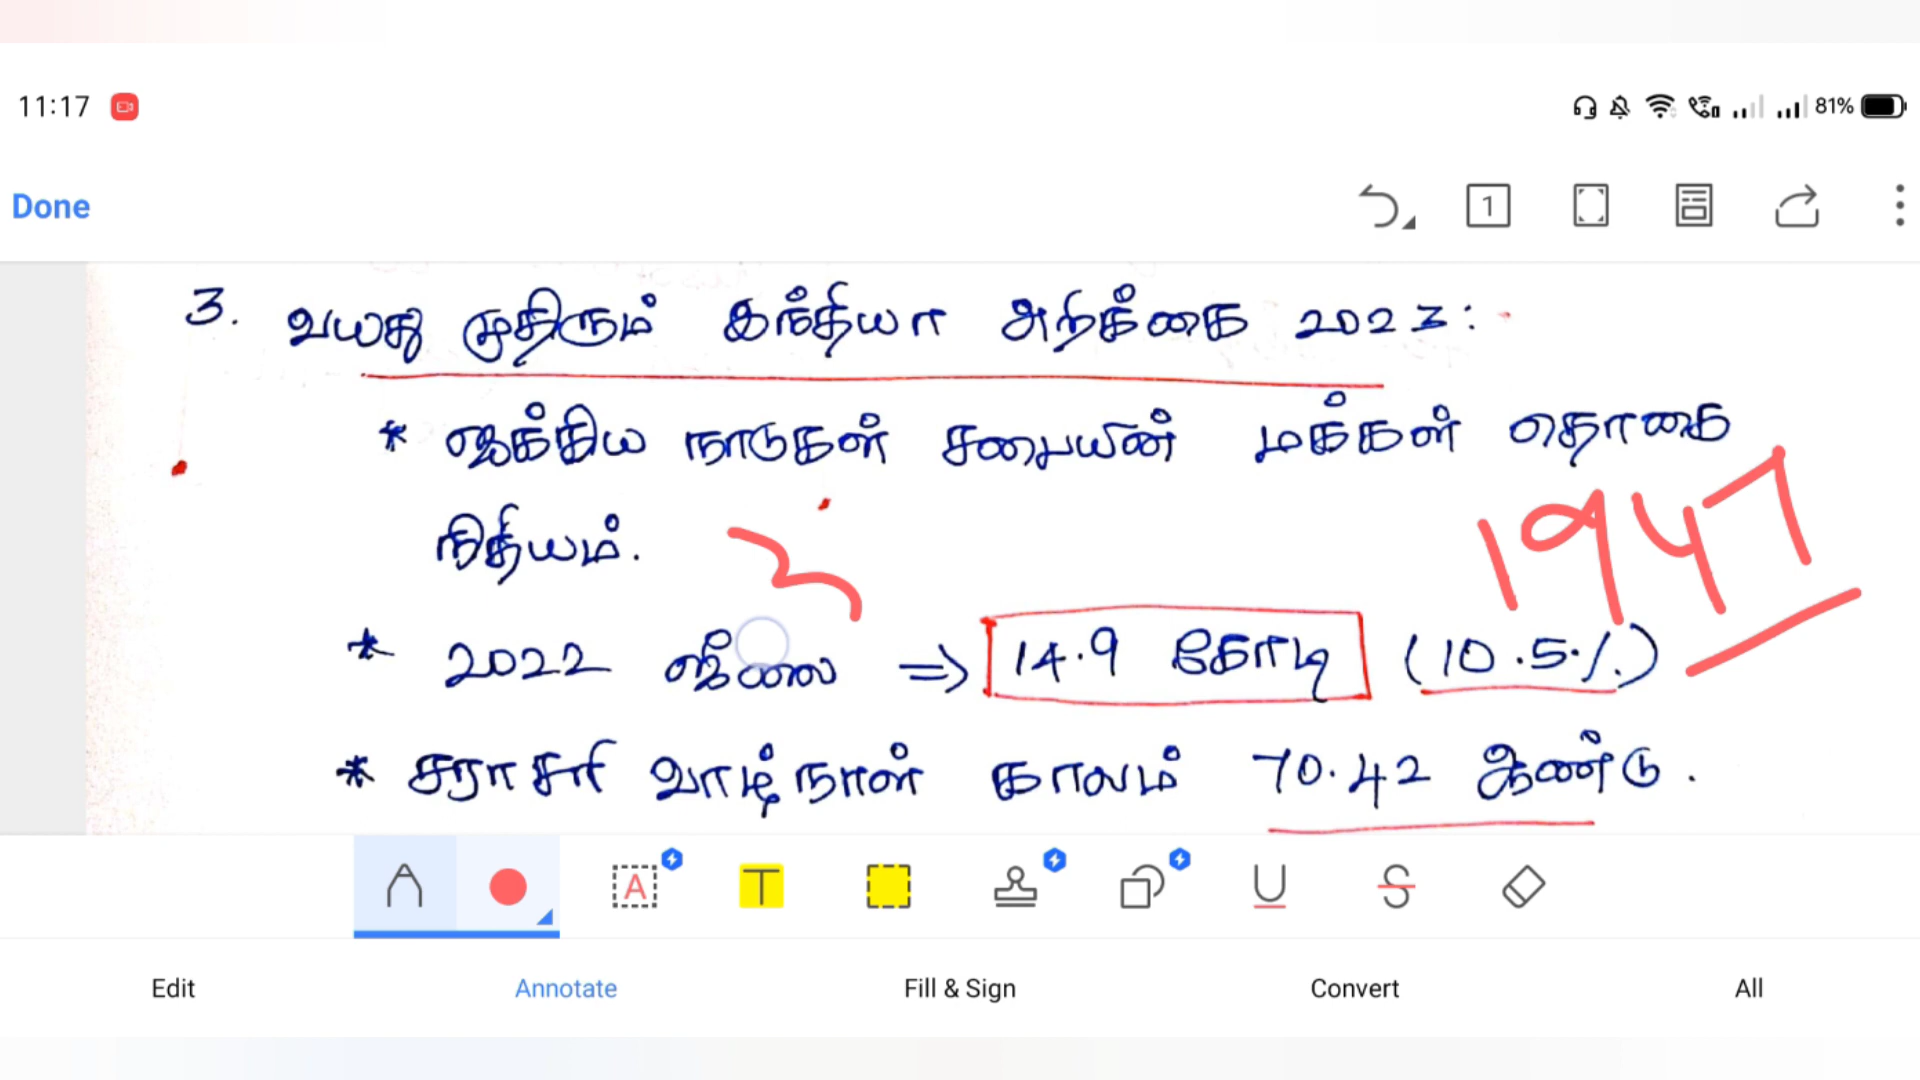 11:17
81%
Done
1
3. வயது முதிரும் இந்தியா அறிக்கை 2023:
* ஐக்கிய நாடுகள் சபையின் மக்கள் தொகை
நிதியம்.
1947
* 2022 ஜீலை => 14.9 கோடி (10.5%)
* சராசரி வாழ்நாள் காலம் 70.42 ஆண்டு.
A T U S
Edit Annotate Fill & Sign Convert All